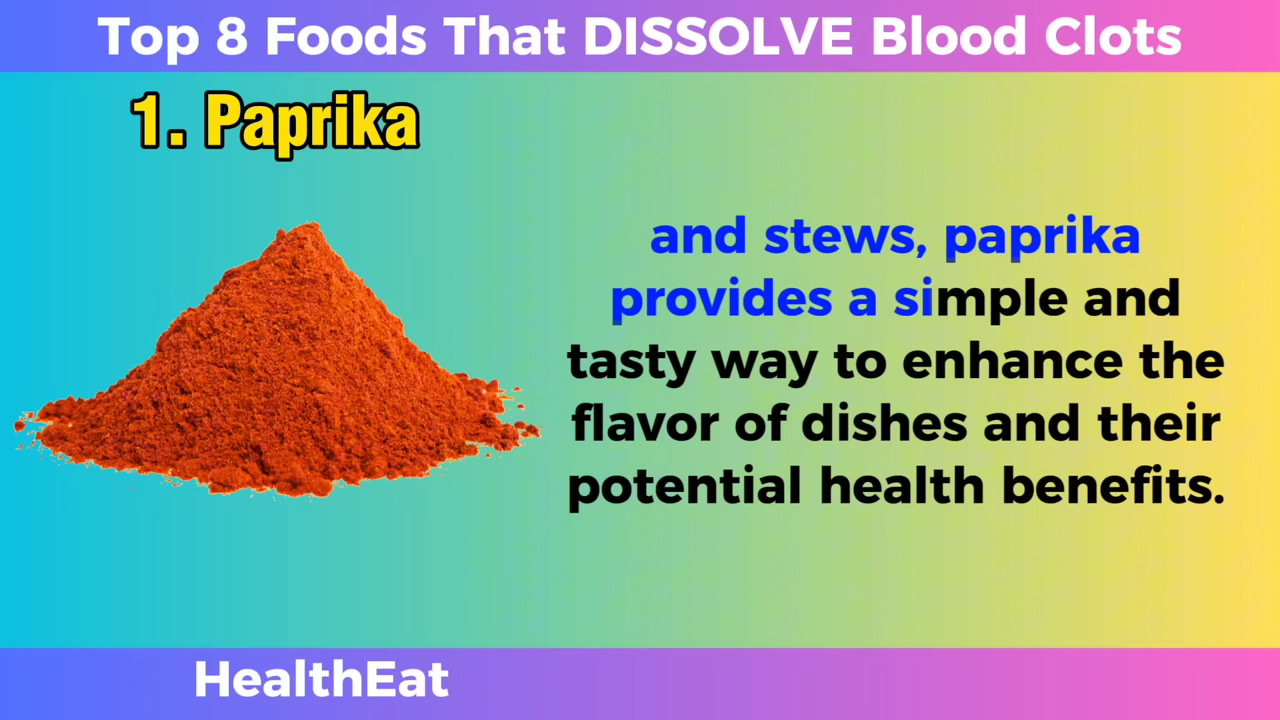 Top 8 Foods That DISSOLVE Blood Clots
1. Paprika
and stews, paprika
provides a simple and
tasty way to enhance the
flavor of dishes and their
potential health benefits.
HealthEat